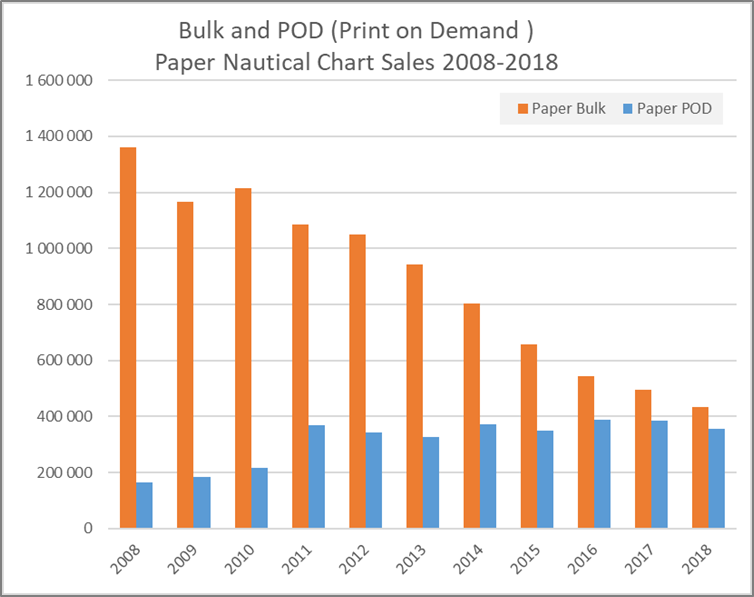 Bulk and POD (Print on Demand )
Paper Nautical Chart Sales 2008-2018
1 600 000
Paper Bulk Paper POD
1 400 000
1 200 000
1 000 000
800 000
600 000
400 000
200 000
0
2008 2009 2010 2011 2012 2013 2014 2015 2016 2017 2018